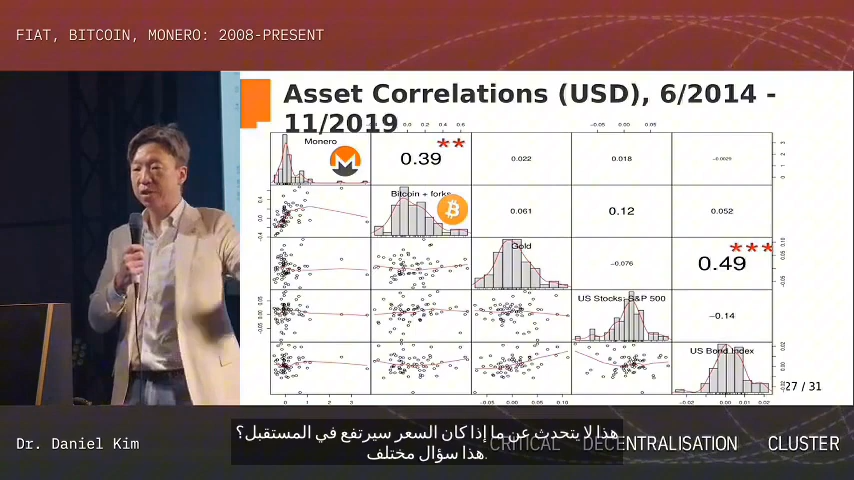 FIAT, BITCOIN, MONERO: 2008-PRESENT
Asset Correlations (USD), 6/2014 -
11/2019
Monero
0.39
**
0.022
0.018
−0.0029
Bitcoin + forks
0.061
0.12
0.052
Gold
−0.076
0.49
***
US Stocks: S&P 500
−0.14
US Bond Index
27 / 31
هذا لا يتحدث عن ما إذا كان السعر سيرتفع في المستقبل؟
هذا سؤال مختلف.
Dr. Daniel Kim
CRITICAL DECENTRALISATION CLUSTER